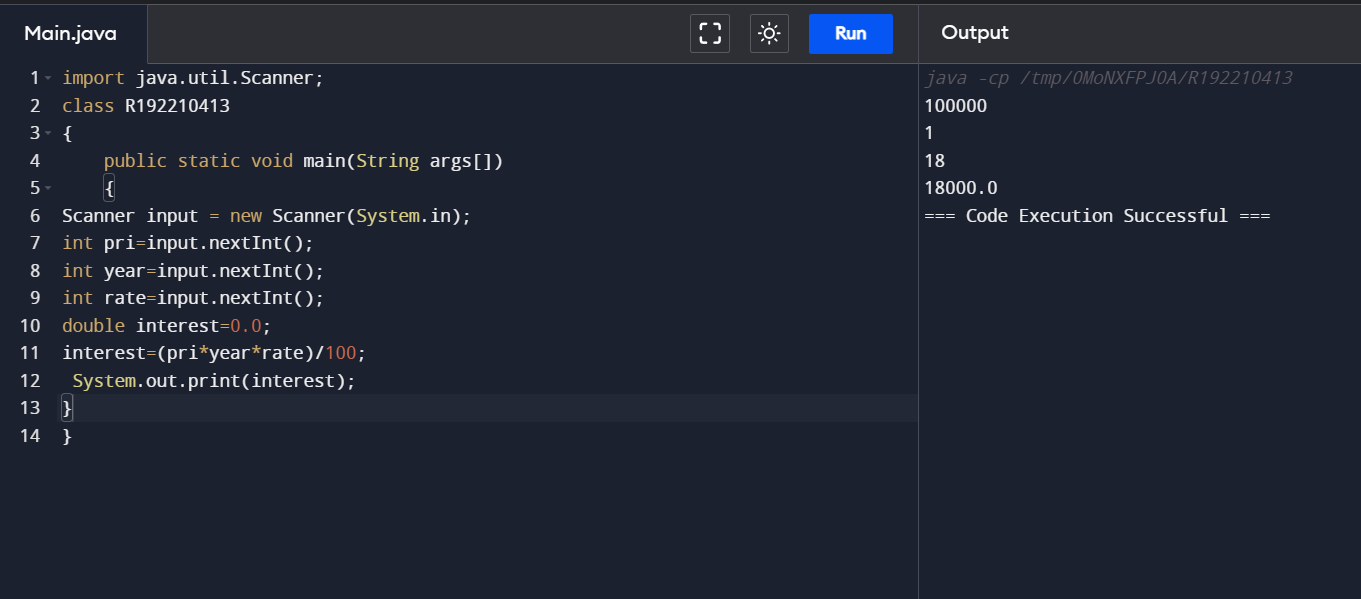 Main.java
Run
Output
1 import java.util.Scanner;
2 class R192210413
3 {
4     public static void main(String args[])
5     {
6 Scanner input = new Scanner(System.in);
7 int pri=input.nextInt();
8 int year=input.nextInt();
9 int rate=input.nextInt();
10 double interest=0.0;
11 interest=(pri*year*rate)/100;
12  System.out.print(interest);
13 }
14 }
java -cp /tmp/0MoNXFPJ0A/R192210413
100000
1
18
18000.0
=== Code Execution Successful ===